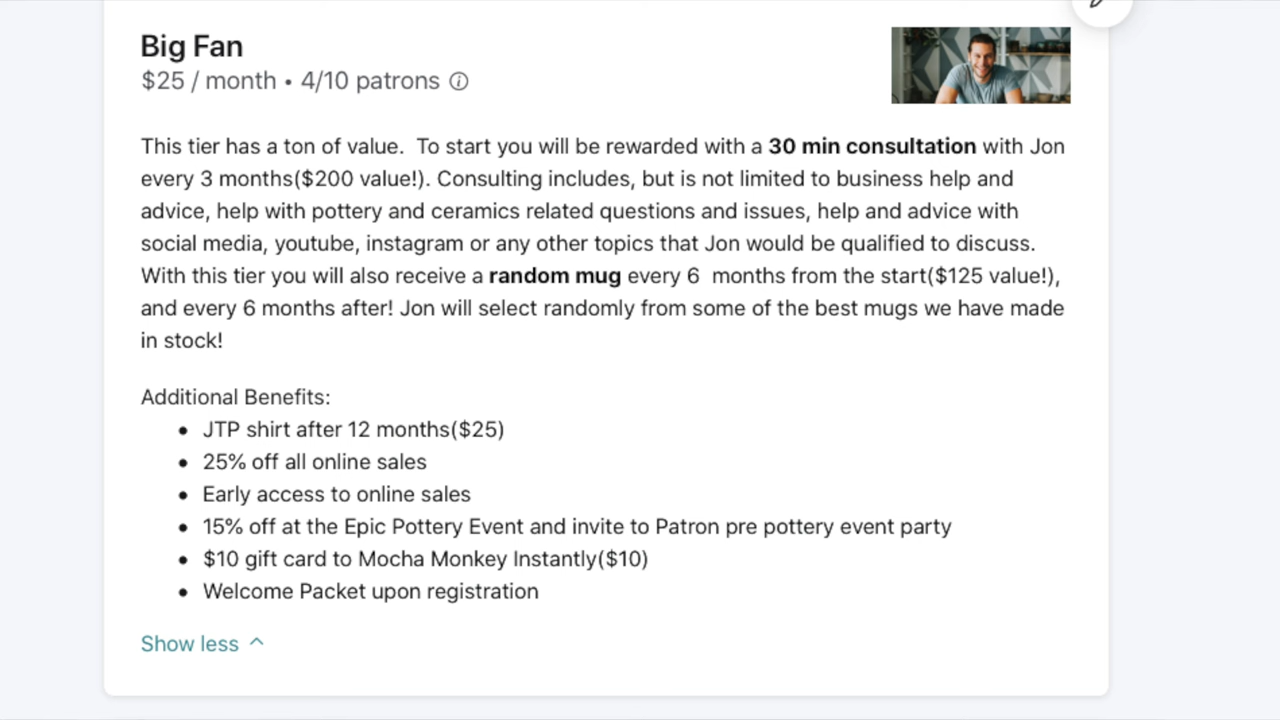 Big Fan
$25 / month • 4/10 patrons
This tier has a ton of value.  To start you will be rewarded with a 30 min consultation with Jon
every 3 months($200 value!). Consulting includes, but is not limited to business help and
advice, help with pottery and ceramics related questions and issues, help and advice with
social media, youtube, instagram or any other topics that Jon would be qualified to discuss.
With this tier you will also receive a random mug every 6  months from the start($125 value!),
and every 6 months after! Jon will select randomly from some of the best mugs we have made
in stock!
Additional Benefits:
• JTP shirt after 12 months($25)
• 25% off all online sales
• Early access to online sales
• 15% off at the Epic Pottery Event and invite to Patron pre pottery event party
• $10 gift card to Mocha Monkey Instantly($10)
• Welcome Packet upon registration
Show less